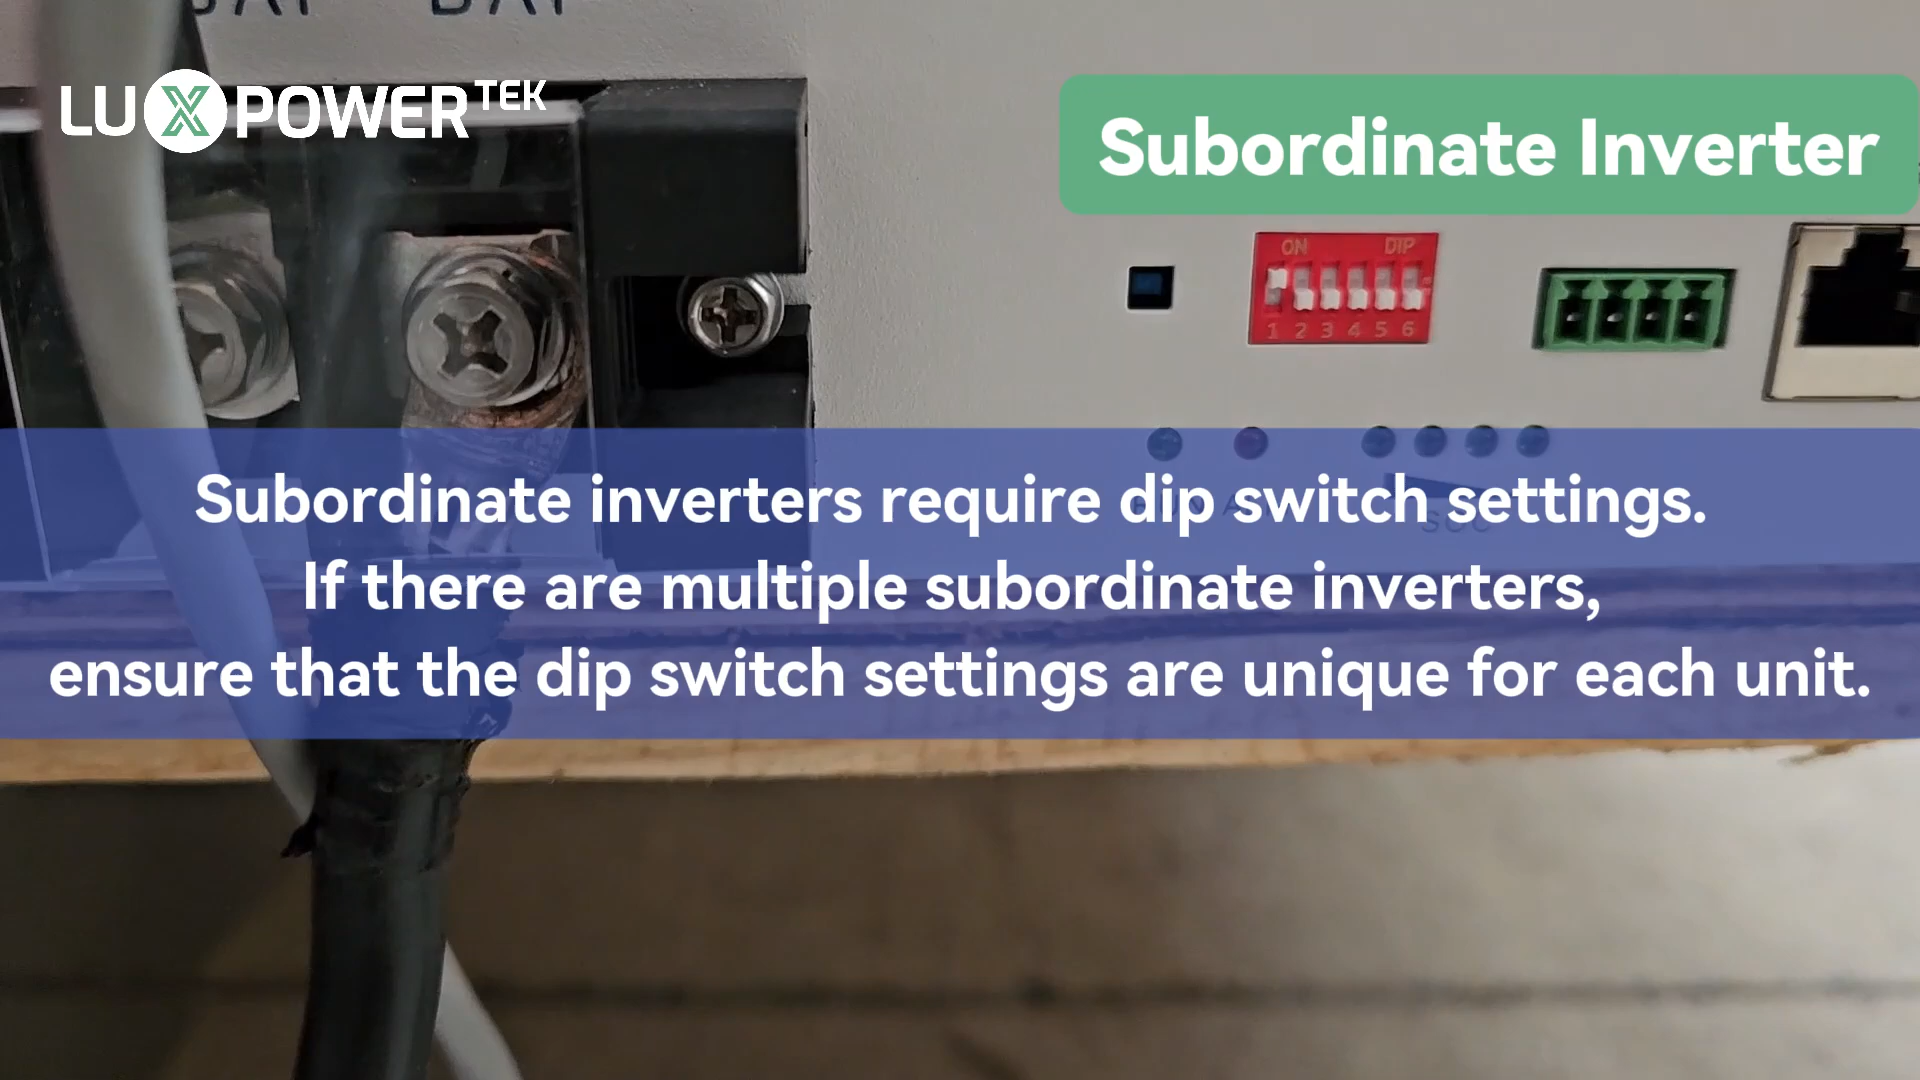 LUXPOWERTEK
Subordinate Inverter
ON DIP
1 2 3 4 5 6
Subordinate inverters require dip switch settings.
If there are multiple subordinate inverters,
ensure that the dip switch settings are unique for each unit.
SOC